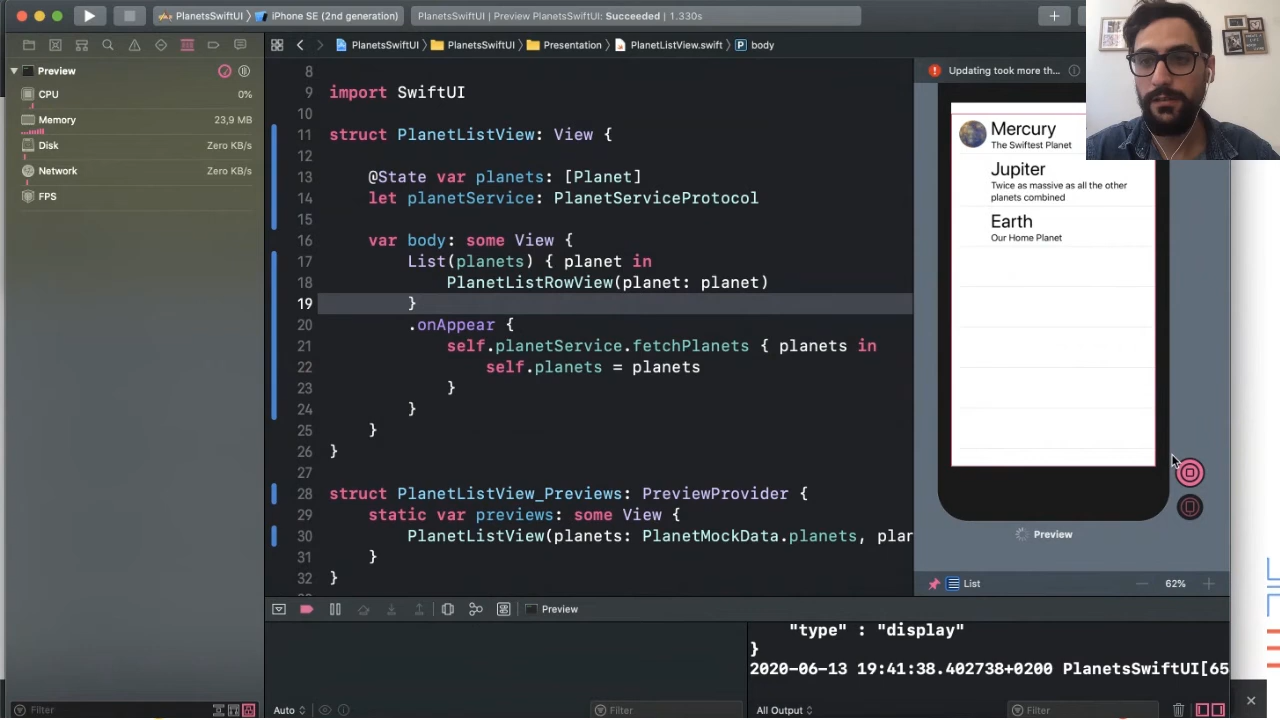 PlanetsSwiftUI
iPhone SE (2nd generation)
PlanetsSwiftUI | Preview PlanetsSwiftUI: Succeeded | 1.330s
PlanetsSwiftUI
PlanetsSwiftUI
Presentation
PlanetListView.swift
P body
Preview
CPU 0%
Memory 23,9 MB
Disk Zero KB/s
Network Zero KB/s
FPS
8
9 import SwiftUI
10
11 struct PlanetListView: View {
12
13 @State var planets: [Planet]
14 let planetService: PlanetServiceProtocol
15
16 var body: some View {
17 List(planets) { planet in
18 PlanetListRowView(planet: planet)
19 }
20 .onAppear {
21 self.planetService.fetchPlanets { planets in
22 self.planets = planets
23 }
24 }
25 }
26 }
27
28 struct PlanetListView_Previews: PreviewProvider {
29 static var previews: some View {
30 PlanetListView(planets: PlanetMockData.planets, plan
31 }
32 }
Updating took more th...
Mercury
The Swiftest Planet
Jupiter
Twice as massive as all the other
planets combined
Earth
Our Home Planet
Preview
List
62%
Preview
"type" : "display"
}
2020-06-13 19:41:38.402738+0200 PlanetsSwiftUI[65
Filter
Auto
Filter
All Output
Filter